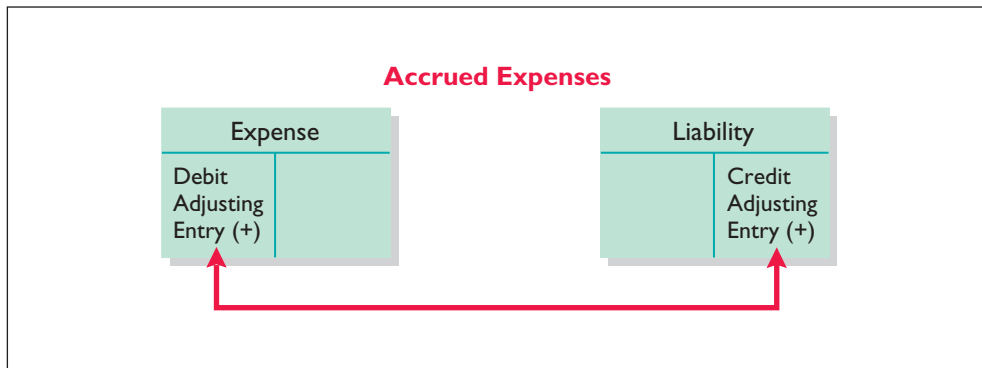 Accrued Expenses
Expense
Debit
Adjusting
Entry (+)
Liability
Credit
Adjusting
Entry (+)